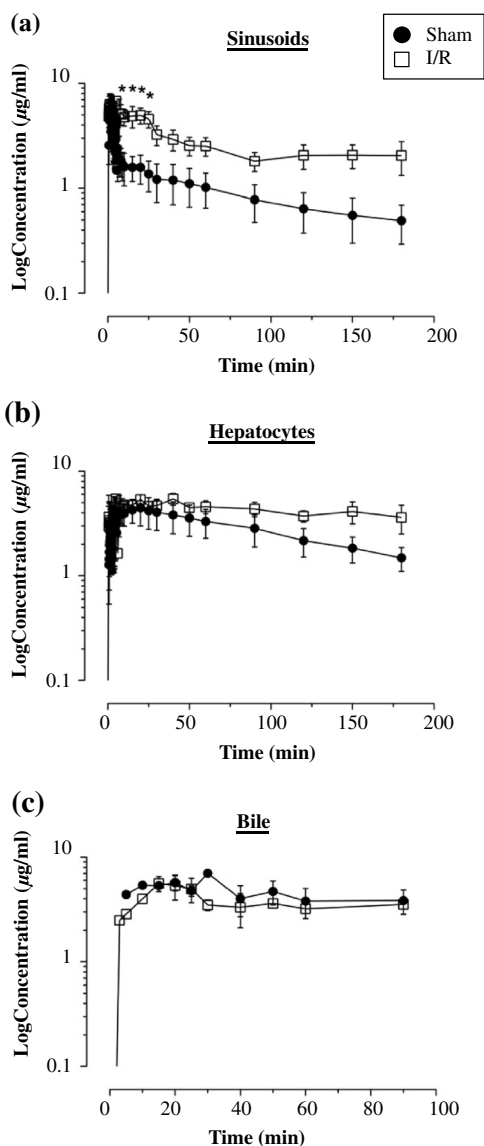 (a)
Sinusoids
Sham
I/R
LogConcentration (µg/ml)
10
1
0.1
* * * *
0 50 100 150 200
Time (min)
(b)
Hepatocytes
LogConcentration (µg/ml)
10
1
0.1
0 50 100 150 200
Time (min)
(c)
Bile
LogConcentration (µg/ml)
10
1
0.1
0 20 40 60 80 100
Time (min)